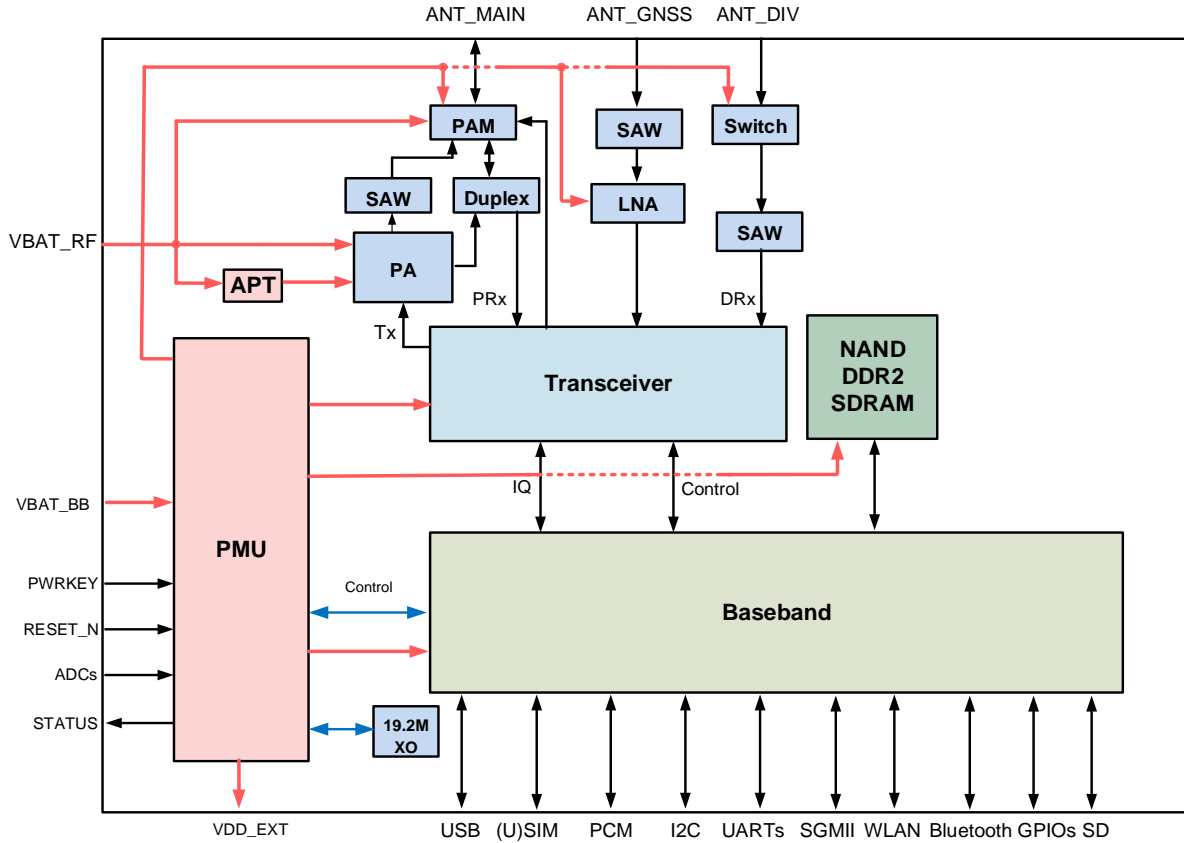 ANT_MAIN ANT_GNSS ANT_DIV
PAM
SAW
Switch
SAW
Duplex
LNA
SAW
VBAT_RF
PA
APT
PRx
DRx
Tx
NAND
DDR2
SDRAM
Transceiver
IQ
Control
VBAT_BB
PMU
PWRKEY
Control
Baseband
RESET_N
ADCs
STATUS
19.2M
XO
VDD_EXT
USB (U)SIM PCM I2C UARTs SGMII WLAN Bluetooth GPIOs SD